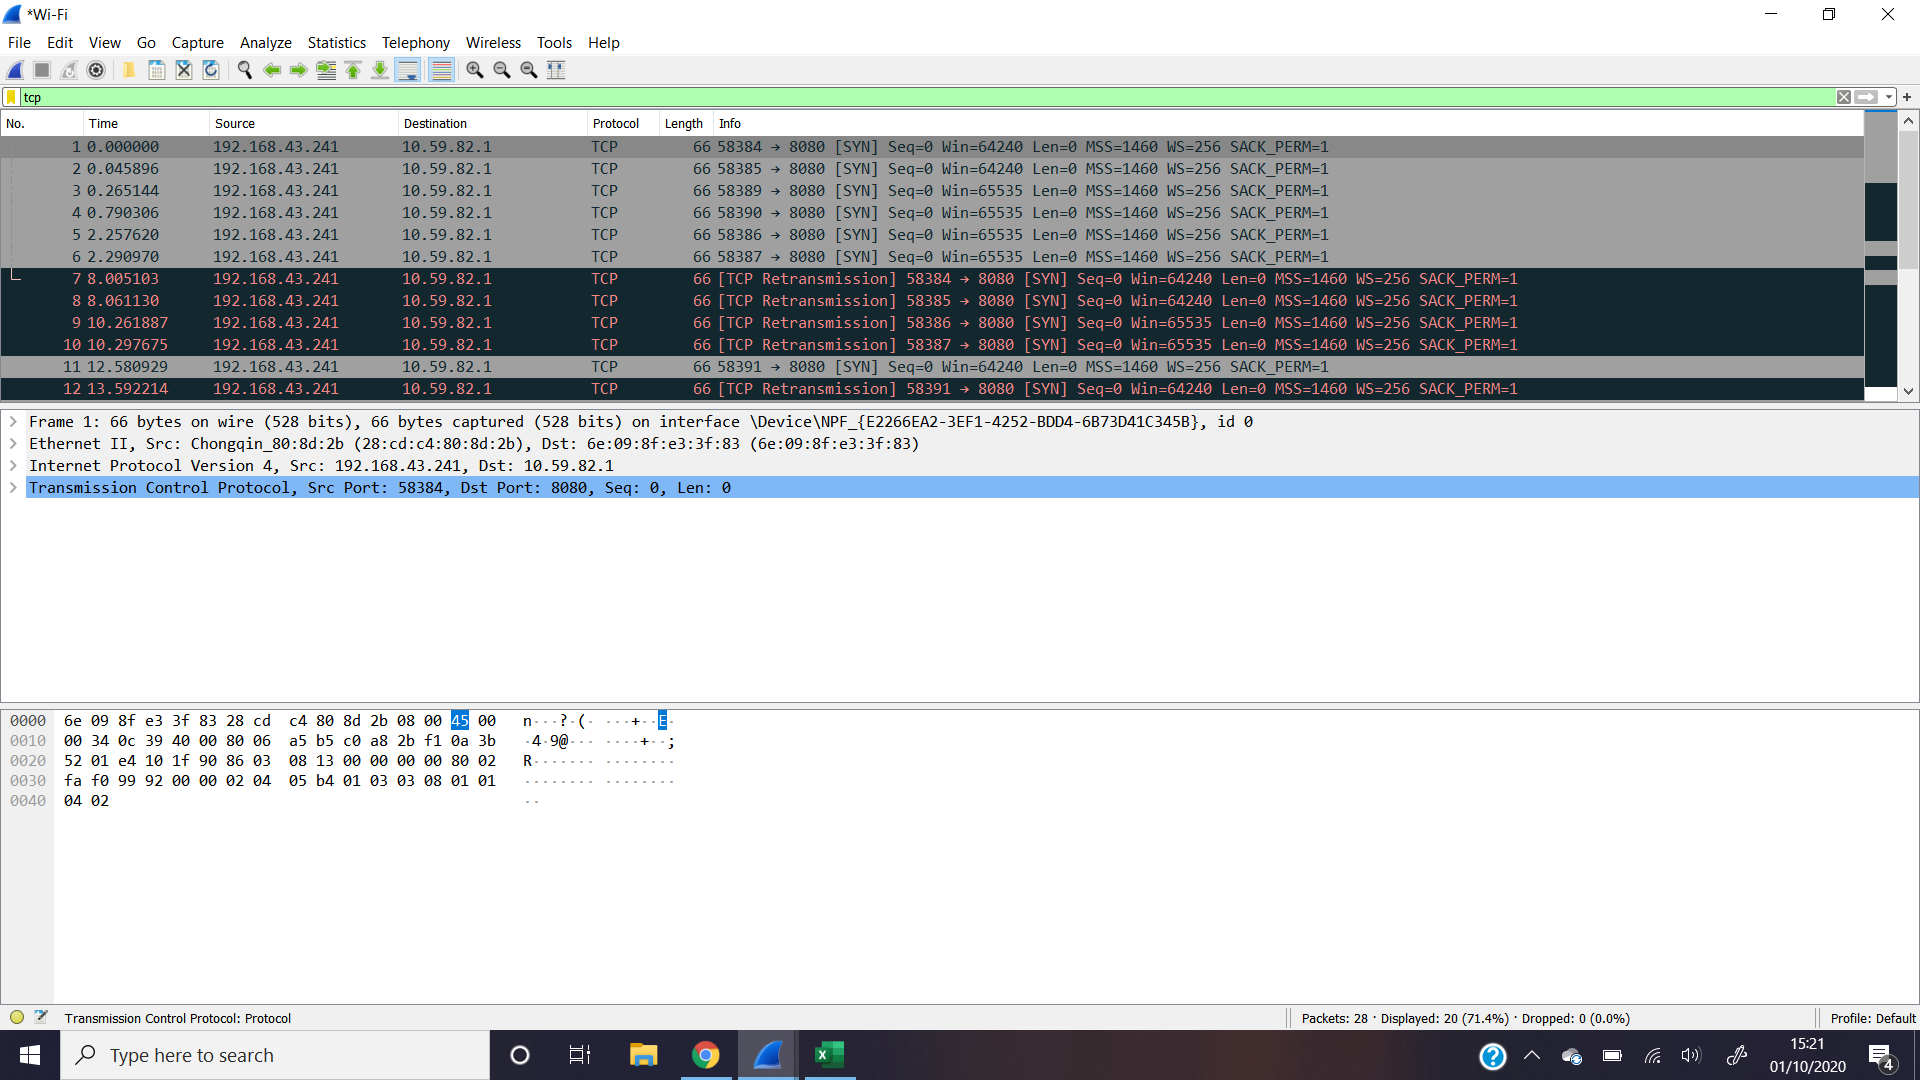 *Wi-Fi
File Edit View Go Capture Analyze Statistics Telephony Wireless Tools Help
tcp
No. Time Source Destination Protocol Length Info
1 0.000000 192.168.43.241 10.59.82.1 TCP 66 58384 → 8080 [SYN] Seq=0 Win=64240 Len=0 MSS=1460 WS=256 SACK_PERM=1
2 0.045896 192.168.43.241 10.59.82.1 TCP 66 58385 → 8080 [SYN] Seq=0 Win=64240 Len=0 MSS=1460 WS=256 SACK_PERM=1
3 0.265144 192.168.43.241 10.59.82.1 TCP 66 58389 → 8080 [SYN] Seq=0 Win=65535 Len=0 MSS=1460 WS=256 SACK_PERM=1
4 0.790306 192.168.43.241 10.59.82.1 TCP 66 58390 → 8080 [SYN] Seq=0 Win=65535 Len=0 MSS=1460 WS=256 SACK_PERM=1
5 2.257620 192.168.43.241 10.59.82.1 TCP 66 58386 → 8080 [SYN] Seq=0 Win=65535 Len=0 MSS=1460 WS=256 SACK_PERM=1
6 2.290970 192.168.43.241 10.59.82.1 TCP 66 58387 → 8080 [SYN] Seq=0 Win=65535 Len=0 MSS=1460 WS=256 SACK_PERM=1
7 8.005103 192.168.43.241 10.59.82.1 TCP 66 [TCP Retransmission] 58384 → 8080 [SYN] Seq=0 Win=64240 Len=0 MSS=1460 WS=256 SACK_PERM=1
8 8.061130 192.168.43.241 10.59.82.1 TCP 66 [TCP Retransmission] 58385 → 8080 [SYN] Seq=0 Win=64240 Len=0 MSS=1460 WS=256 SACK_PERM=1
9 10.261887 192.168.43.241 10.59.82.1 TCP 66 [TCP Retransmission] 58386 → 8080 [SYN] Seq=0 Win=65535 Len=0 MSS=1460 WS=256 SACK_PERM=1
10 10.297675 192.168.43.241 10.59.82.1 TCP 66 [TCP Retransmission] 58387 → 8080 [SYN] Seq=0 Win=65535 Len=0 MSS=1460 WS=256 SACK_PERM=1
11 12.580929 192.168.43.241 10.59.82.1 TCP 66 58391 → 8080 [SYN] Seq=0 Win=64240 Len=0 MSS=1460 WS=256 SACK_PERM=1
12 13.592214 192.168.43.241 10.59.82.1 TCP 66 [TCP Retransmission] 58391 → 8080 [SYN] Seq=0 Win=64240 Len=0 MSS=1460 WS=256 SACK_PERM=1
Frame 1: 66 bytes on wire (528 bits), 66 bytes captured (528 bits) on interface \Device\NPF_{E2266EA2-3EF1-4252-BDD4-6B73D41C345B}, id 0
Ethernet II, Src: Chongqin_80:8d:2b (28:cd:c4:80:8d:2b), Dst: 6e:09:8f:e3:3f:83 (6e:09:8f:e3:3f:83)
Internet Protocol Version 4, Src: 192.168.43.241, Dst: 10.59.82.1
Transmission Control Protocol, Src Port: 58384, Dst Port: 8080, Seq: 0, Len: 0
0000 6e 09 8f e3 3f 83 28 cd c4 80 8d 2b 08 00 45 00 n···?·(· ···+··E·
0010 00 34 0c 39 40 00 80 06 a5 b5 c0 a8 2b f1 0a 3b ·4·9@··· ····+··;
0020 52 01 e4 10 1f 90 86 03 08 13 00 00 00 00 80 02 R······· ········
0030 fa f0 99 92 00 00 02 04 05 b4 01 03 03 08 01 01 ········ ········
0040 04 02 ··
Transmission Control Protocol: Protocol
Packets: 28 · Displayed: 20 (71.4%) · Dropped: 0 (0.0%)
Profile: Default
Type here to search
15:21
01/10/2020
4